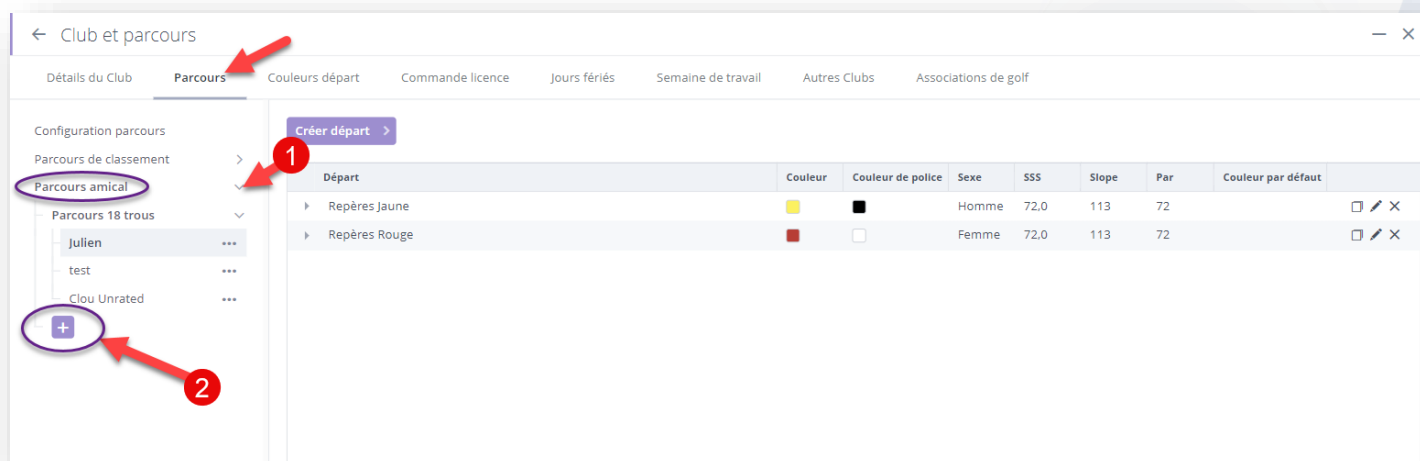 Club et parcours
Détails du Club Parcours Couleurs départ Commande licence Jours fériés Semaine de travail Autres Clubs Associations de golf
Configuration parcours
Parcours de classement
Parcours amical
Parcours 18 trous
Julien
test
Clou Unrated
+
1
2
Créer départ
Départ Couleur Couleur de police Sexe SSS Slope Par Couleur par défaut
Repères Jaune Homme 72,0 113 72
Repères Rouge Femme 72,0 113 72